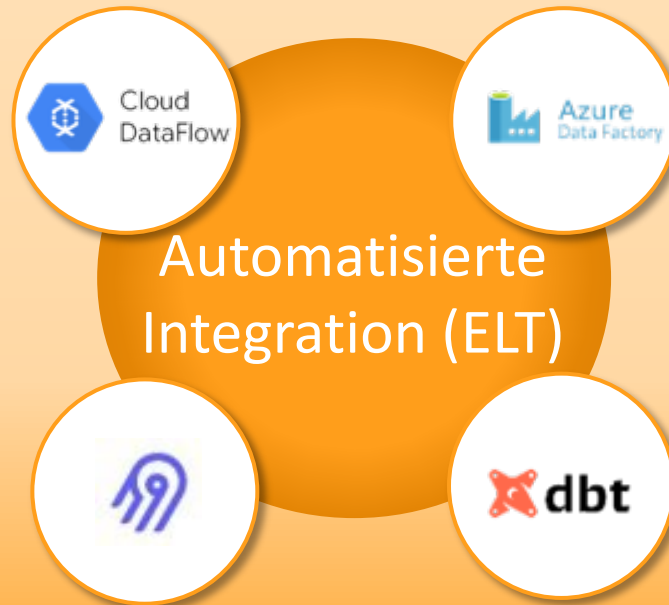 Cloud
DataFlow
Azure
Data Factory
Automatisierte
Integration (ELT)
dbt